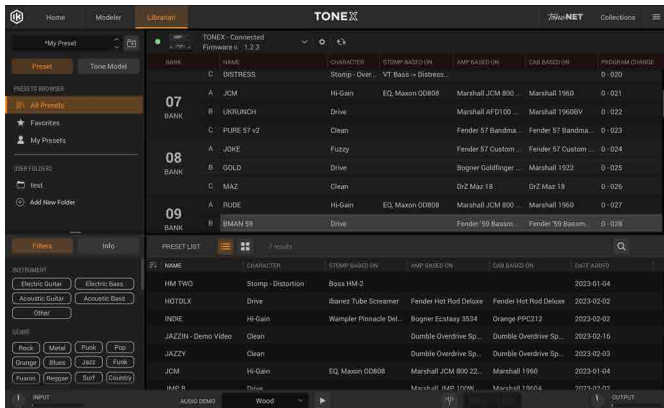 Home Modeler Librarian TONEX ToneNET Collections
*My Preset
Preset Tone Model
PRESETS BROWSER
All Presets
Favorites
My Presets
USER FOLDERS
test
Add New Folder
TONEX - Connected
Firmware v. 1.2.3
BANK NAME CHARACTER STOMP BASED ON AMP BASED ON CAB BASED ON PROGRAM CHANGE
C DISTRESS Stomp - Over... VT Bass -> Distress... 0 - 020
07 BANK
A JCM Hi-Gain EQ, Maxon OD808 Marshall JCM 800 ... Marshall 1960 0 - 021
B UKRUNCH Drive Marshall AFD100 ... Marshall 1960BV 0 - 022
C PURE 57 v2 Clean Fender 57 Bandma... Fender 57 Bandma... 0 - 023
08 BANK
A JOKE Fuzzy Fender 57 Custom ... Fender 57 Custom ... 0 - 024
B GOLD Drive Bogner Goldfinger ... Marshall 1922 0 - 025
C MAZ Clean DrZ Maz 18 DrZ Maz 18 0 - 026
09 BANK
A RUDE Hi-Gain EQ, Maxon OD808 Marshall JCM 800 ... Marshall 1960 0 - 027
B BMAN 59 Drive Fender '59 Bassm... Fender '59 Bassm... 0 - 028
Filters Info
INSTRUMENT
Electric Guitar Electric Bass
Acoustic Guitar Acoustic Bass
Other
GENRE
Rock Metal Punk Pop
Grunge Blues Jazz Funk
Fusion Reggae Surf Country
PRESET LIST 7 results
NAME CHARACTER STOMP BASED ON AMP BASED ON CAB BASED ON DATE ADDED
HM TWO Stomp - Distortion Boss HM-2 2023-01-04
HOTDLX Drive Ibanez Tube Screamer Fender Hot Rod Deluxe Fender Hot Rod Deluxe 2023-02-02
INDIE Hi-Gain Wampler Pinnacle Del... Bogner Ecstasy 3534 Orange PPC212 2023-02-02
JAZZIN - Demo Video Clean Dumble Overdrive Sp... Dumble Overdrive Sp... 2023-02-16
JAZZY Clean Dumble Overdrive Sp... Dumble Overdrive Sp... 2023-02-03
JCM Hi-Gain EQ, Maxon OD808 Marshall JCM 800 22... Marshall 1960 2023-01-04
JMP B Drive Marshall JMP 100W Marshall 1960A 2023-02-02
INPUT AUDIO DEMO Wood OUTPUT